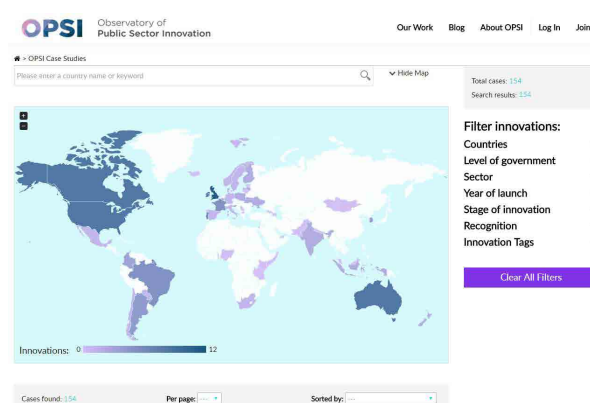 OPSI
Observatory of
Public Sector Innovation
Our Work Blog About OPSI Log In Join
> OPSI Case Studies
Please enter a country name or keyword
Hide Map
Total cases: 154
Search results: 154
+
−
Filter innovations:
Countries
Level of government
Sector
Year of launch
Stage of innovation
Recognition
Innovation Tags
Clear All Filters
Innovations: 0 12
Cases found: 154 Per page: --- Sorted by: ---